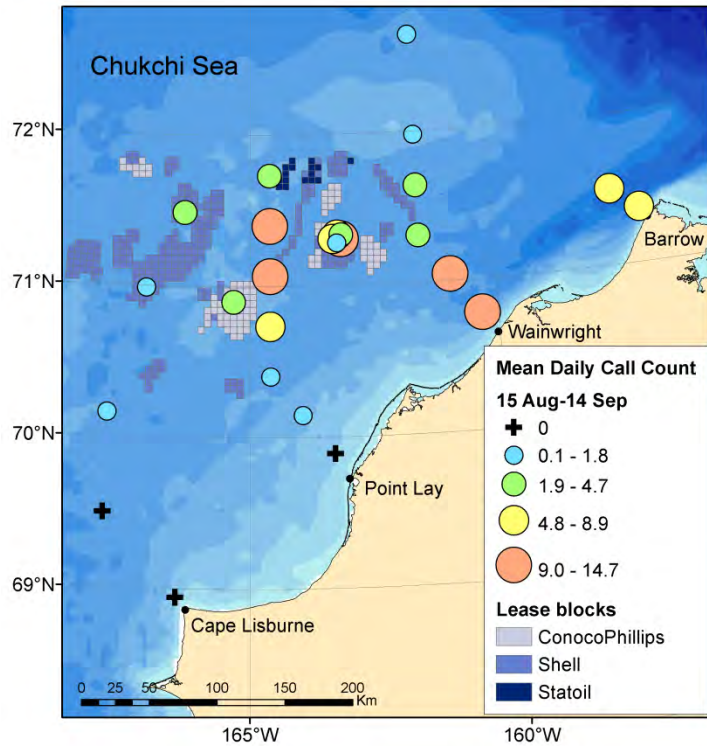 Chukchi Sea
72°N
71°N
70°N
69°N
165°W
160°W
Barrow
Wainwright
Point Lay
Cape Lisburne
0 25 50 100 150 200
Km
Mean Daily Call Count
15 Aug-14 Sep
0
0.1 - 1.8
1.9 - 4.7
4.8 - 8.9
9.0 - 14.7
Lease blocks
ConocoPhillips
Shell
Statoil